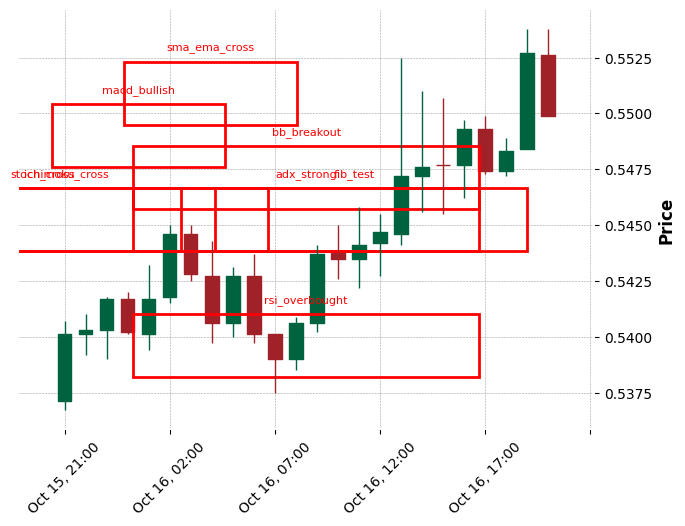 sma_ema_cross
macd_bullish
bb_breakout
stoch_cross
adx_strong
fib_test
rsi_overbought
0.5525
0.5500
0.5475
0.5450
0.5425
0.5400
0.5375
Price
Oct 15, 21:00
Oct 16, 02:00
Oct 16, 07:00
Oct 16, 12:00
Oct 16, 17:00